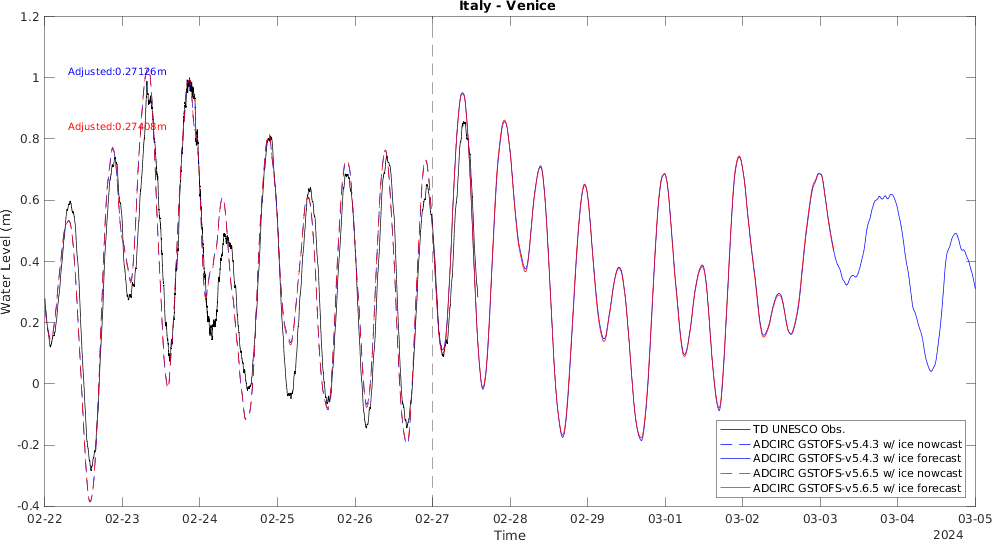 Italy - Venice
Water Level (m)
1.2
1
0.8
0.6
0.4
0.2
0
-0.2
-0.4
Adjusted:0.27126m
Adjusted:0.27408m
TD UNESCO Obs.
ADCIRC GSTOFS-v5.4.3 w/ ice nowcast
ADCIRC GSTOFS-v5.4.3 w/ ice forecast
ADCIRC GSTOFS-v5.6.5 w/ ice nowcast
ADCIRC GSTOFS-v5.6.5 w/ ice forecast
02-22 02-23 02-24 02-25 02-26 02-27 02-28 02-29 03-01 03-02 03-03 03-04 03-05
Time
2024